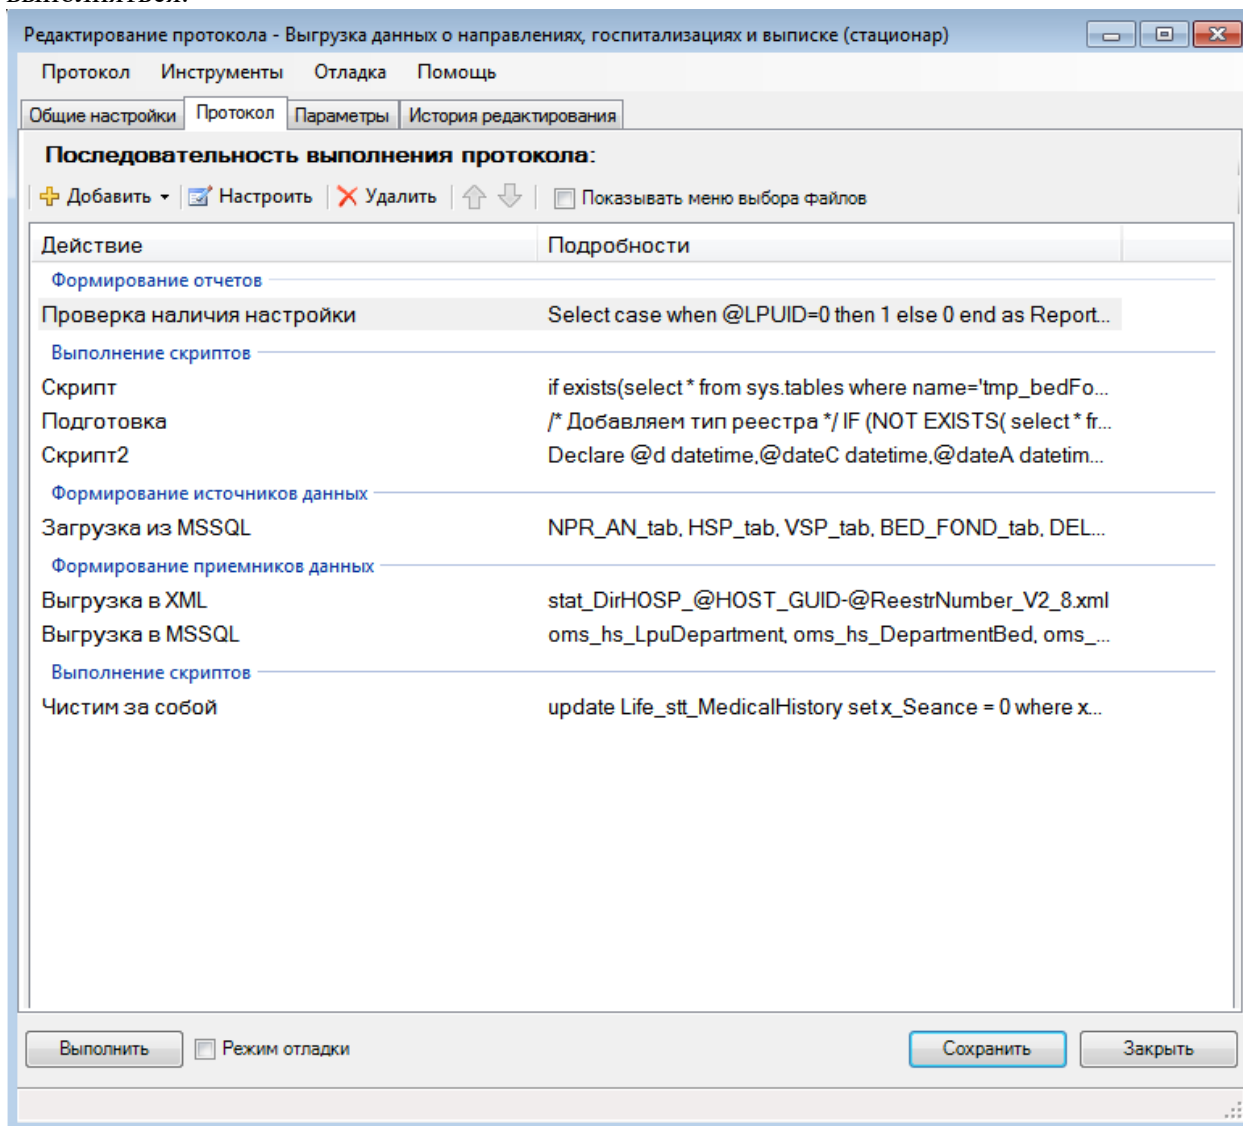 выполняться.
Редактирование протокола - Выгрузка данных о направлениях, госпитализациях и выписке (стационар)
Протокол Инструменты Отладка Помощь
Общие настройки Протокол Параметры История редактирования
Последовательность выполнения протокола:
Добавить Настроить Удалить Показывать меню выбора файлов
Действие Подробности
Формирование отчетов
Проверка наличия настройки Select case when @LPUID=0 then 1 else 0 end as Report...
Выполнение скриптов
Скрипт if exists(select * from sys.tables where name='tmp_bedFo...
Подготовка /* Добавляем тип реестра */ IF (NOT EXISTS( select * fr...
Скрипт2 Declare @d datetime,@dateC datetime,@dateA datetim...
Формирование источников данных
Загрузка из MSSQL NPR_AN_tab, HSP_tab, VSP_tab, BED_FOND_tab, DEL...
Формирование приемников данных
Выгрузка в XML stat_DirHOSP_@HOST_GUID-@ReestrNumber_V2_8.xml
Выгрузка в MSSQL oms_hs_LpuDepartment, oms_hs_DepartmentBed, oms_...
Выполнение скриптов
Чистим за собой update Life_stt_MedicalHistory set x_Seance = 0 where x...
Выполнить Режим отладки Сохранить Закрыть